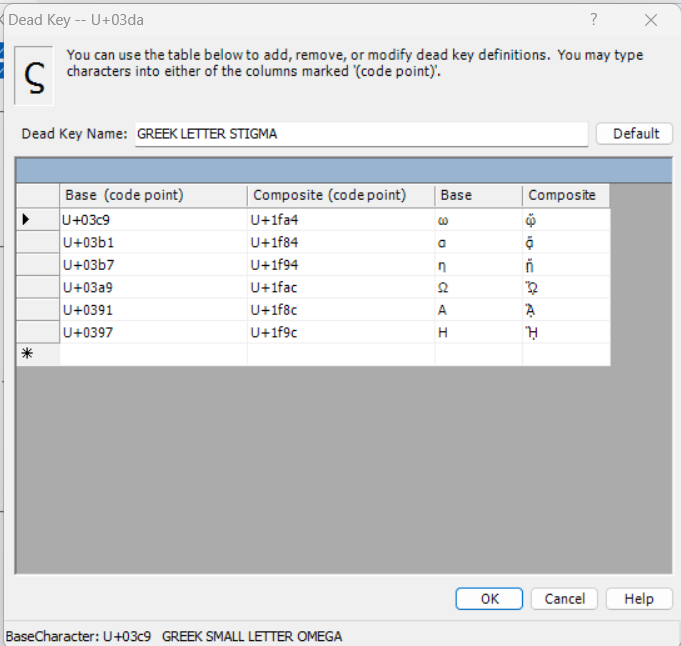 Dead Key -- U+03da
?
Ϛ
You can use the table below to add, remove, or modify dead key definitions.  You may type
characters into either of the columns marked '(code point)'.
Dead Key Name: GREEK LETTER STIGMA Default
Base (code point) Composite (code point) Base Composite
U+03c9 U+1fa4 ω ᾤ
U+03b1 U+1f84 α ᾄ
U+03b7 U+1f94 η ᾔ
U+03a9 U+1fac Ω ᾬ
U+0391 U+1f8c Α ᾌ
U+0397 U+1f9c Η ᾜ
OK Cancel Help
BaseCharacter: U+03c9 GREEK SMALL LETTER OMEGA